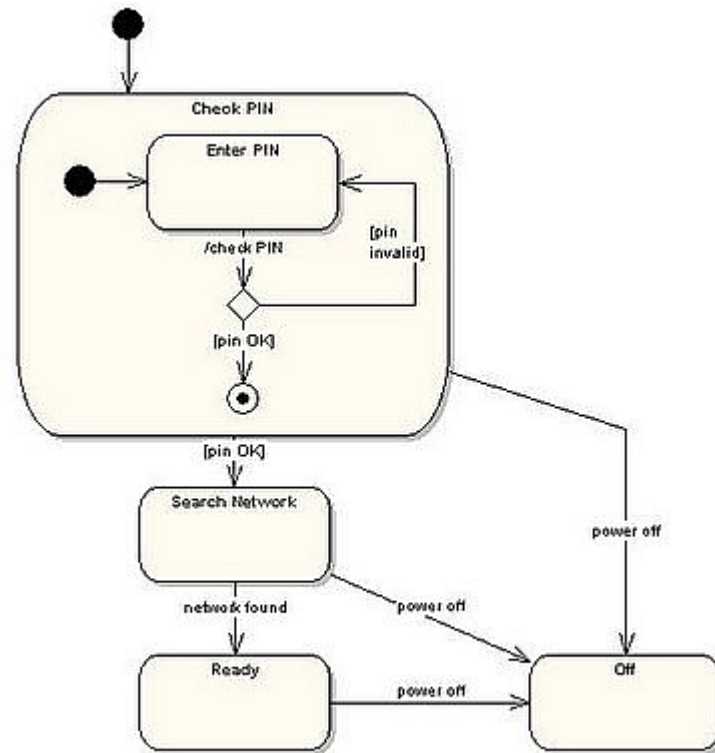 Check PIN
Enter PIN
[pin
invalid]
/check PIN
[pin OK]
[pin OK]
Search Network
power off
network found
power off
Ready
Off
power off